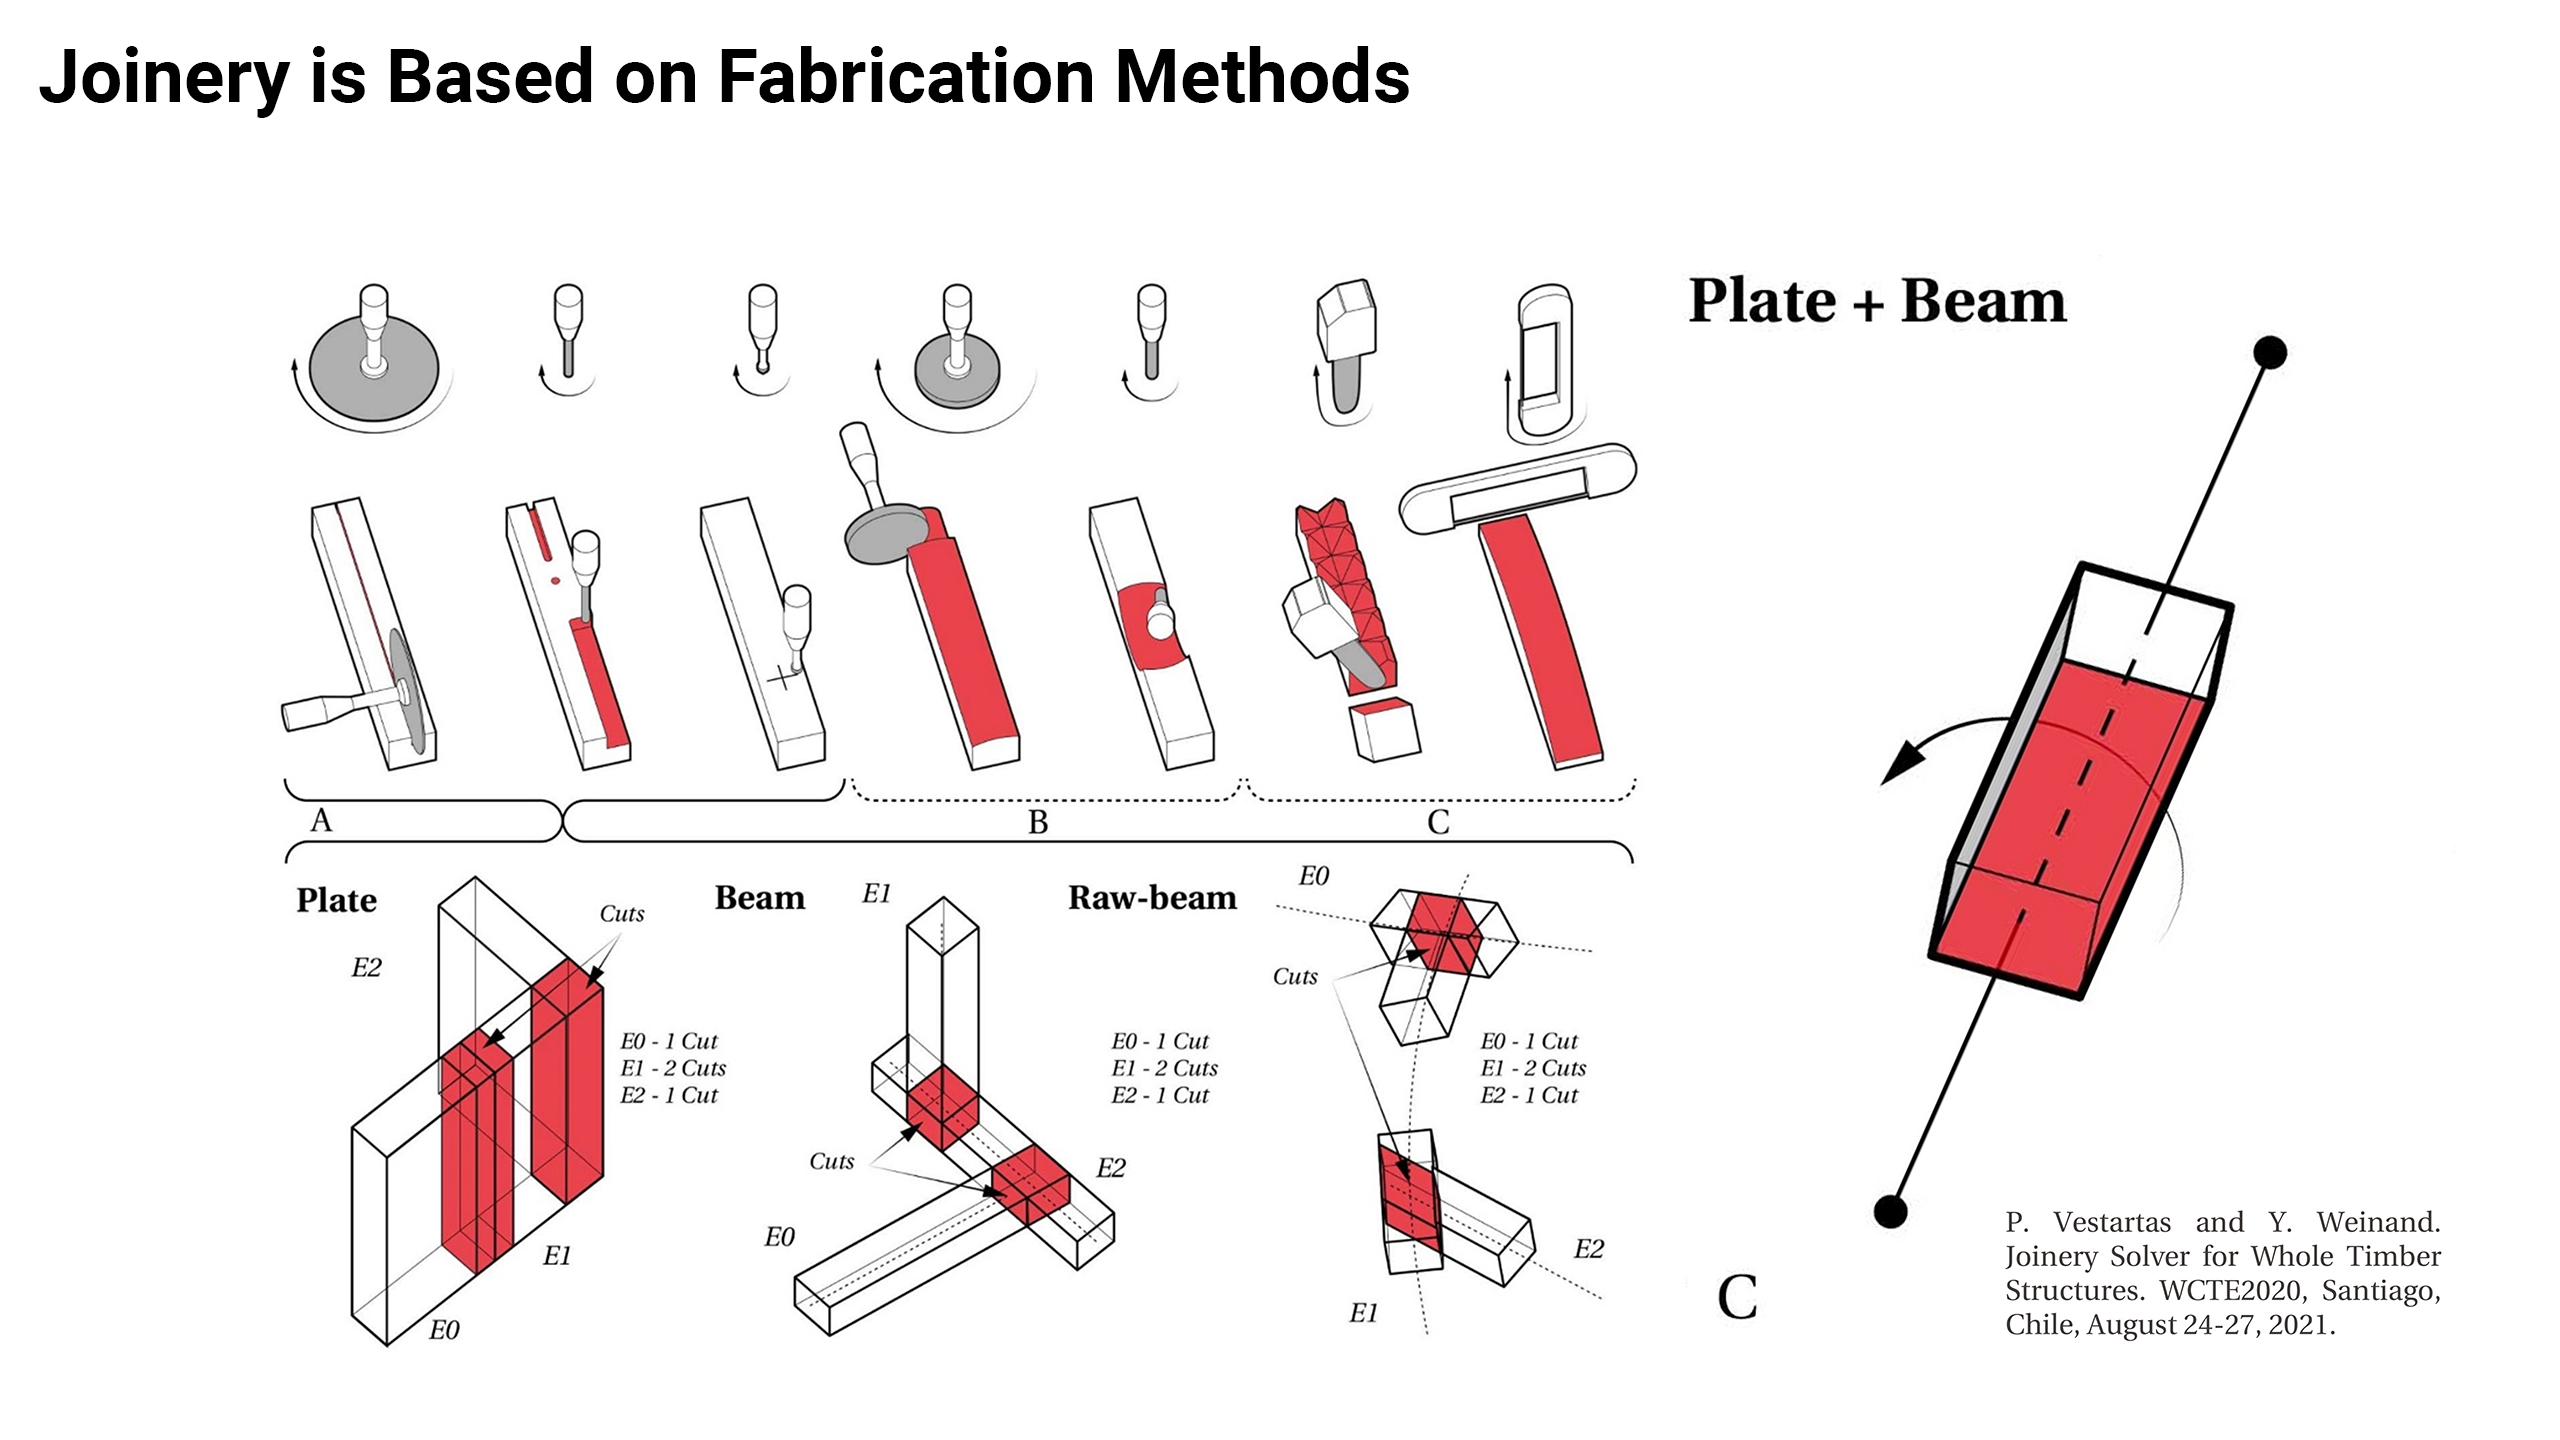 Joinery is Based on Fabrication Methods
Plate + Beam
A
B
C
Plate
Cuts
E2
E0 - 1 Cut
E1 - 2 Cuts
E2 - 1 Cut
E1
E0
Beam
E1
E0 - 1 Cut
E1 - 2 Cuts
E2 - 1 Cut
Cuts
E2
E0
Raw-beam
E0
Cuts
E0 - 1 Cut
E1 - 2 Cuts
E2 - 1 Cut
E2
E1
C
P. Vestartas and Y. Weinand.
Joinery Solver for Whole Timber
Structures. WCTE2020, Santiago,
Chile, August 24-27, 2021.